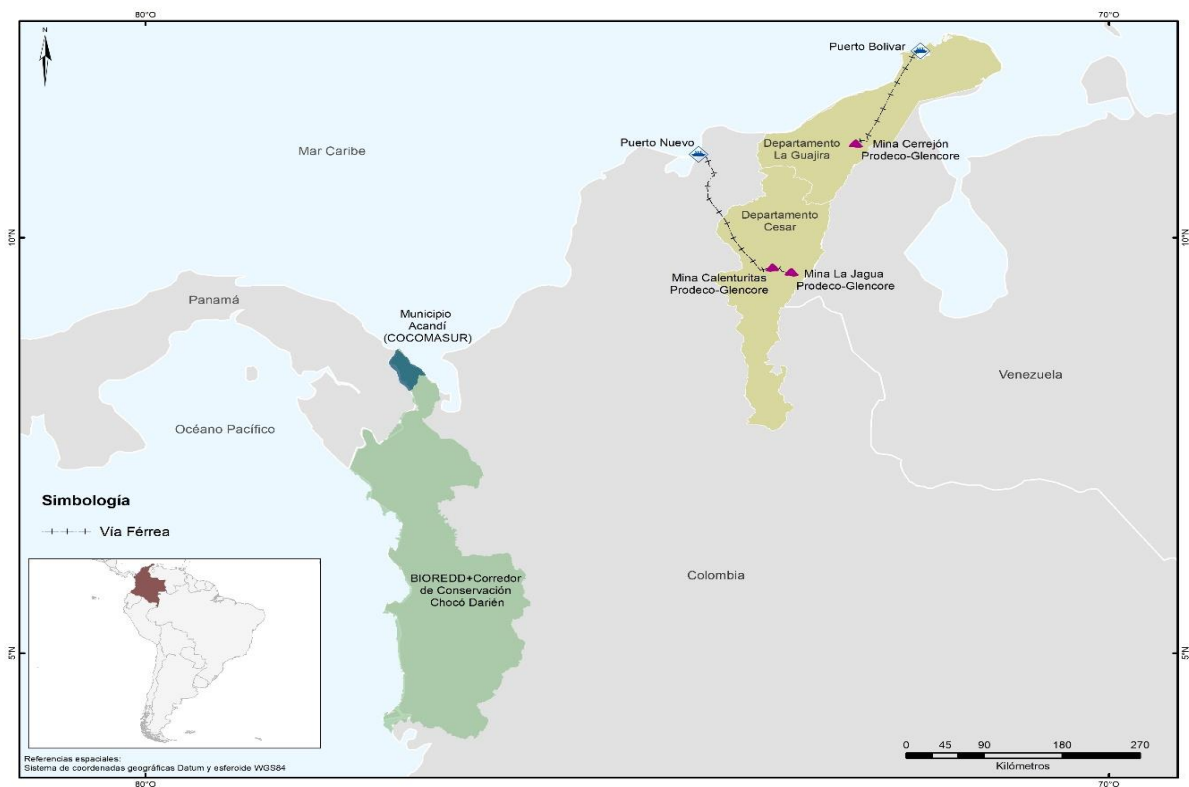 80°O
70°O
N
Puerto Bolivar
Mar Caribe
Puerto Nuevo
Departamento
La Guajira
Mina Cerrejón
Prodeco-Glencore
Departamento
Cesar
10°N
10°N
Mina Calenturitas
Prodeco-Glencore
Mina La Jagua
Prodeco-Glencore
Panamá
Municipio
Acandí
(COCOMASUR)
Venezuela
Océano Pacífico
Simbología
Vía Férrea
BIOREDD+Corredor
de Conservación
Chocó Darién
Colombia
5°N
5°N
0 45 90 180 270
Kilómetros
Referencias espaciales:
Sistema de coordenadas geográficas Datum y esferoide WGS84
80°O
70°O